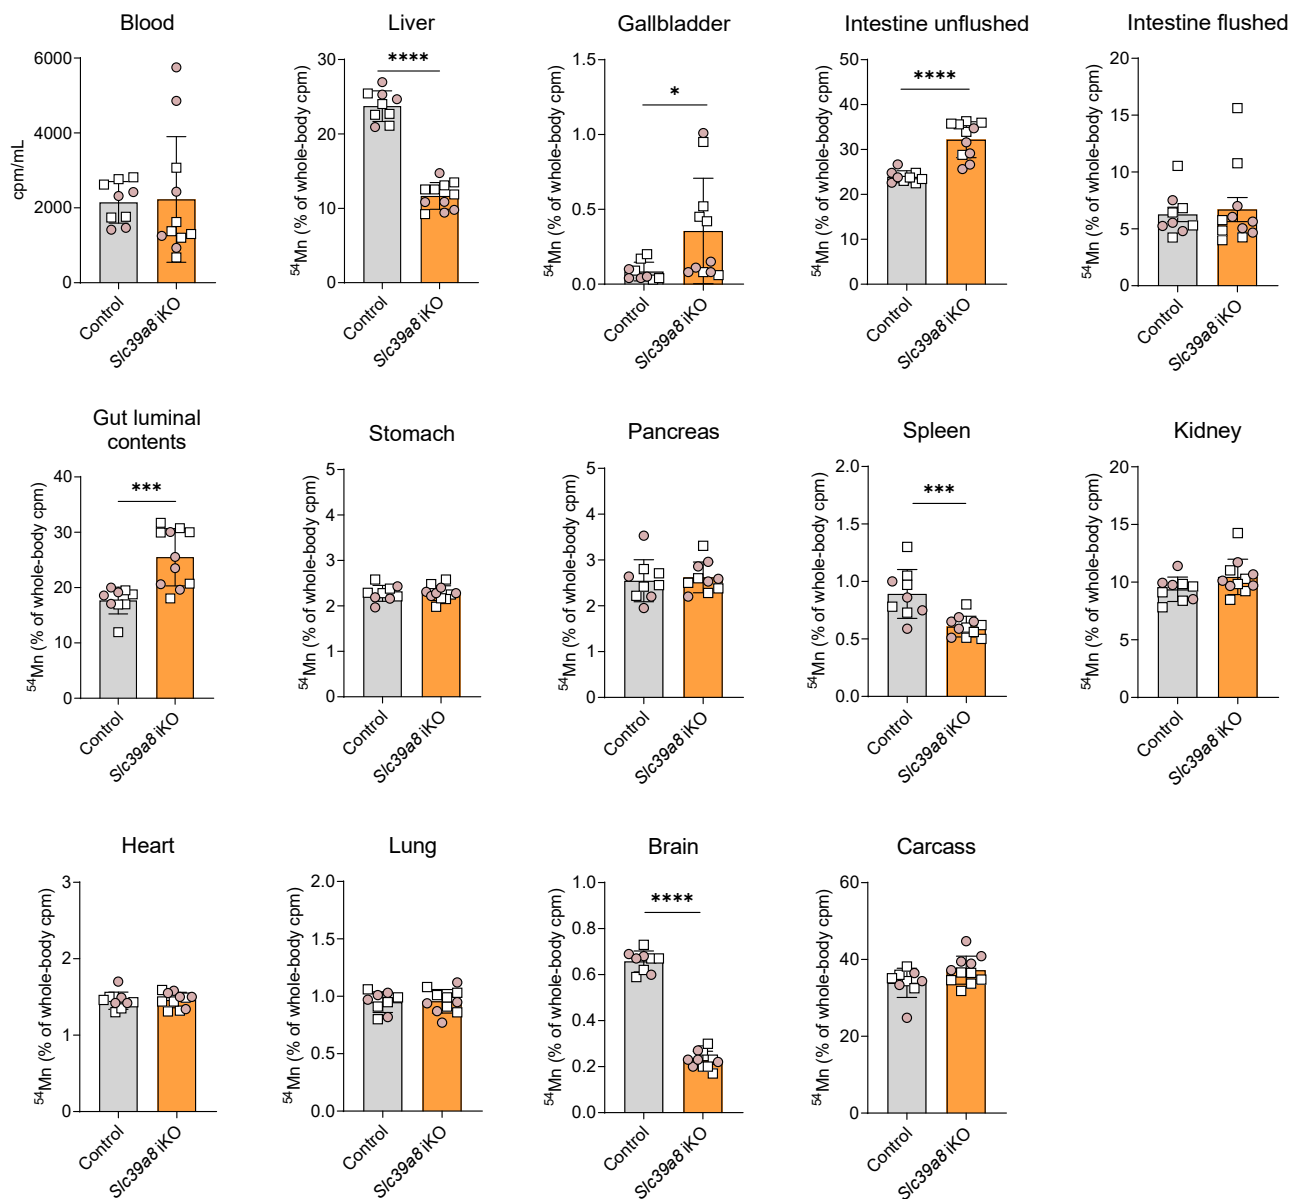 Blood
cpm/mL
6000
4000
2000
0
Control
Slc39a8 iKO
Liver
****
⁵⁴Mn (% of whole-body cpm)
30
20
10
0
Control
Slc39a8 iKO
Gallbladder
*
⁵⁴Mn (% of whole-body cpm)
1.5
1.0
0.5
0.0
Control
Slc39a8 iKO
Intestine unflushed
****
⁵⁴Mn (% of whole-body cpm)
50
40
30
20
10
0
Control
Slc39a8 iKO
Intestine flushed
⁵⁴Mn (% of whole-body cpm)
20
15
10
5
0
Control
Slc39a8 iKO
Gut luminal
contents
***
⁵⁴Mn (% of whole-body cpm)
40
30
20
10
0
Control
Slc39a8 iKO
Stomach
⁵⁴Mn (% of whole-body cpm)
5
4
3
2
1
0
Control
Slc39a8 iKO
Pancreas
⁵⁴Mn (% of whole-body cpm)
5
4
3
2
1
0
Control
Slc39a8 iKO
Spleen
***
⁵⁴Mn (% of whole-body cpm)
2.0
1.5
1.0
0.5
0.0
Control
Slc39a8 iKO
Kidney
⁵⁴Mn (% of whole-body cpm)
20
15
10
5
0
Control
Slc39a8 iKO
Heart
⁵⁴Mn (% of whole-body cpm)
3
2
1
0
Control
Slc39a8 iKO
Lung
⁵⁴Mn (% of whole-body cpm)
2.0
1.5
1.0
0.5
0.0
Control
Slc39a8 iKO
Brain
****
⁵⁴Mn (% of whole-body cpm)
1.0
0.8
0.6
0.4
0.2
0.0
Control
Slc39a8 iKO
Carcass
⁵⁴Mn (% of whole-body cpm)
60
40
20
0
Control
Slc39a8 iKO